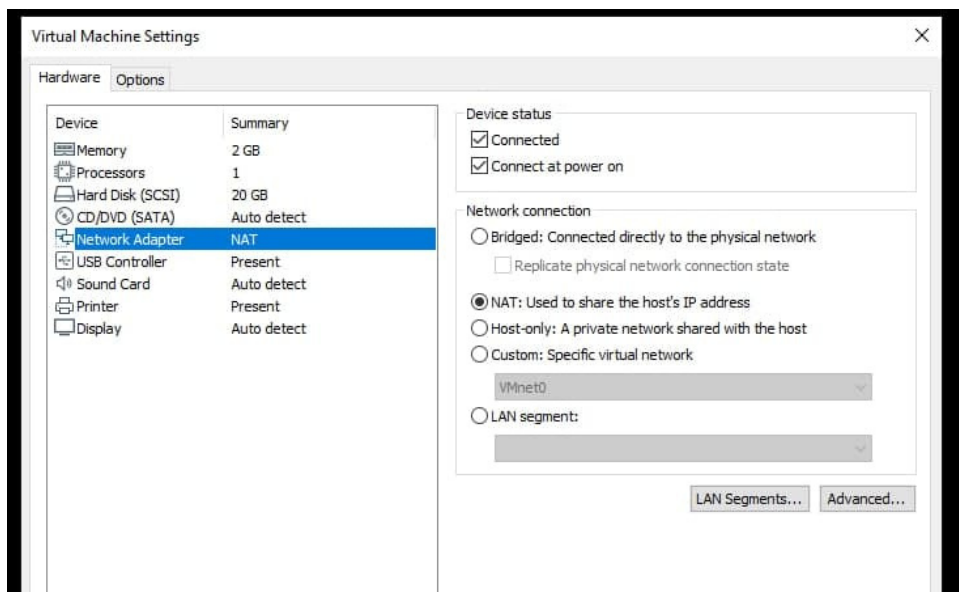 Virtual Machine Settings
Hardware Options
Device Summary
Memory 2 GB
Processors 1
Hard Disk (SCSI) 20 GB
CD/DVD (SATA) Auto detect
Network Adapter NAT
USB Controller Present
Sound Card Auto detect
Printer Present
Display Auto detect
Device status
Connected
Connect at power on
Network connection
Bridged: Connected directly to the physical network
Replicate physical network connection state
NAT: Used to share the host's IP address
Host-only: A private network shared with the host
Custom: Specific virtual network
VMnet0
LAN segment:
LAN Segments... Advanced...